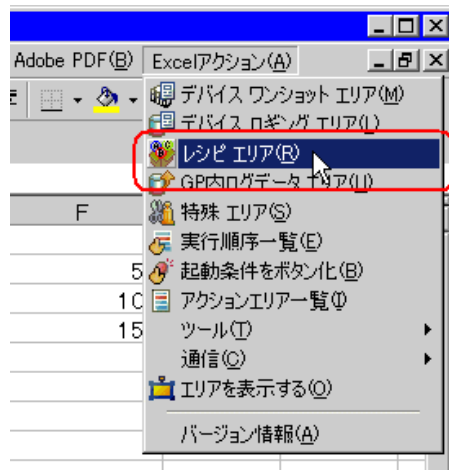 Adobe PDF(B) Excelアクション(A)
デバイス ワンショット エリア(M)
デバイス ロギング エリア(L)
レシピ エリア(R)
GP内ログデータ エリア(U)
F
特殊 エリア(S)
実行順序一覧(E)
5
起動条件をボタン化(B)
10
アクションエリア一覧(I)
15
ツール(T)
通信(C)
エリアを表示する(O)
バージョン情報(A)